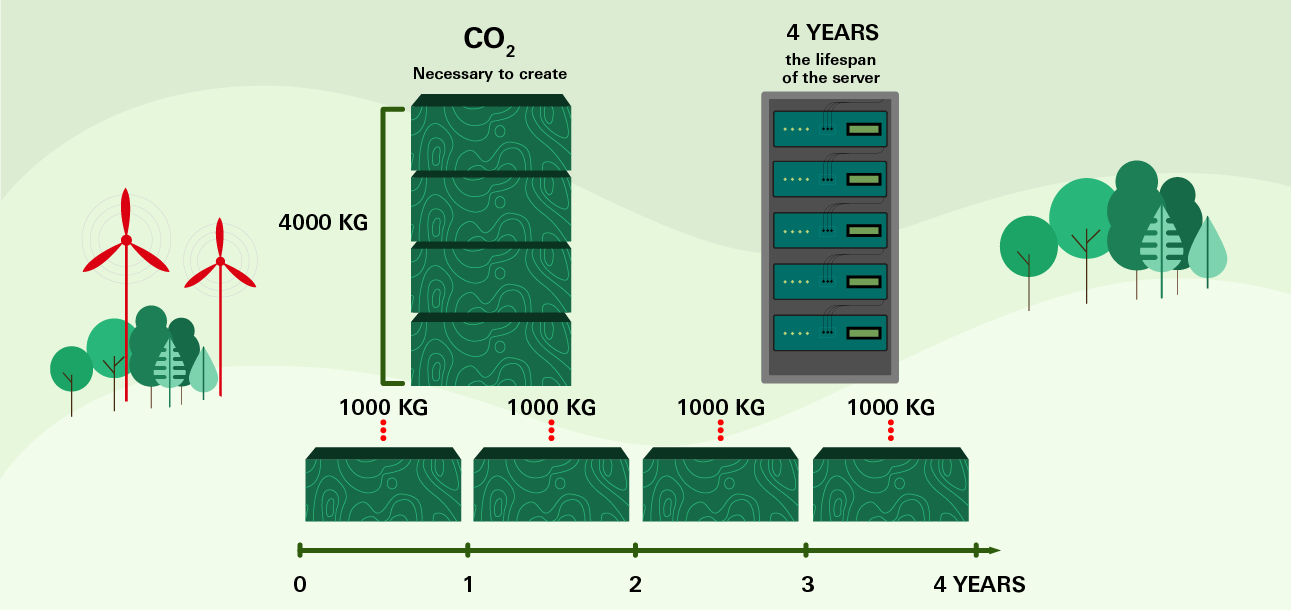 CO₂
Necessary to create
4 YEARS
the lifespan
of the server
4000 KG
1000 KG
1000 KG
1000 KG
1000 KG
0
1
2
3
4 YEARS